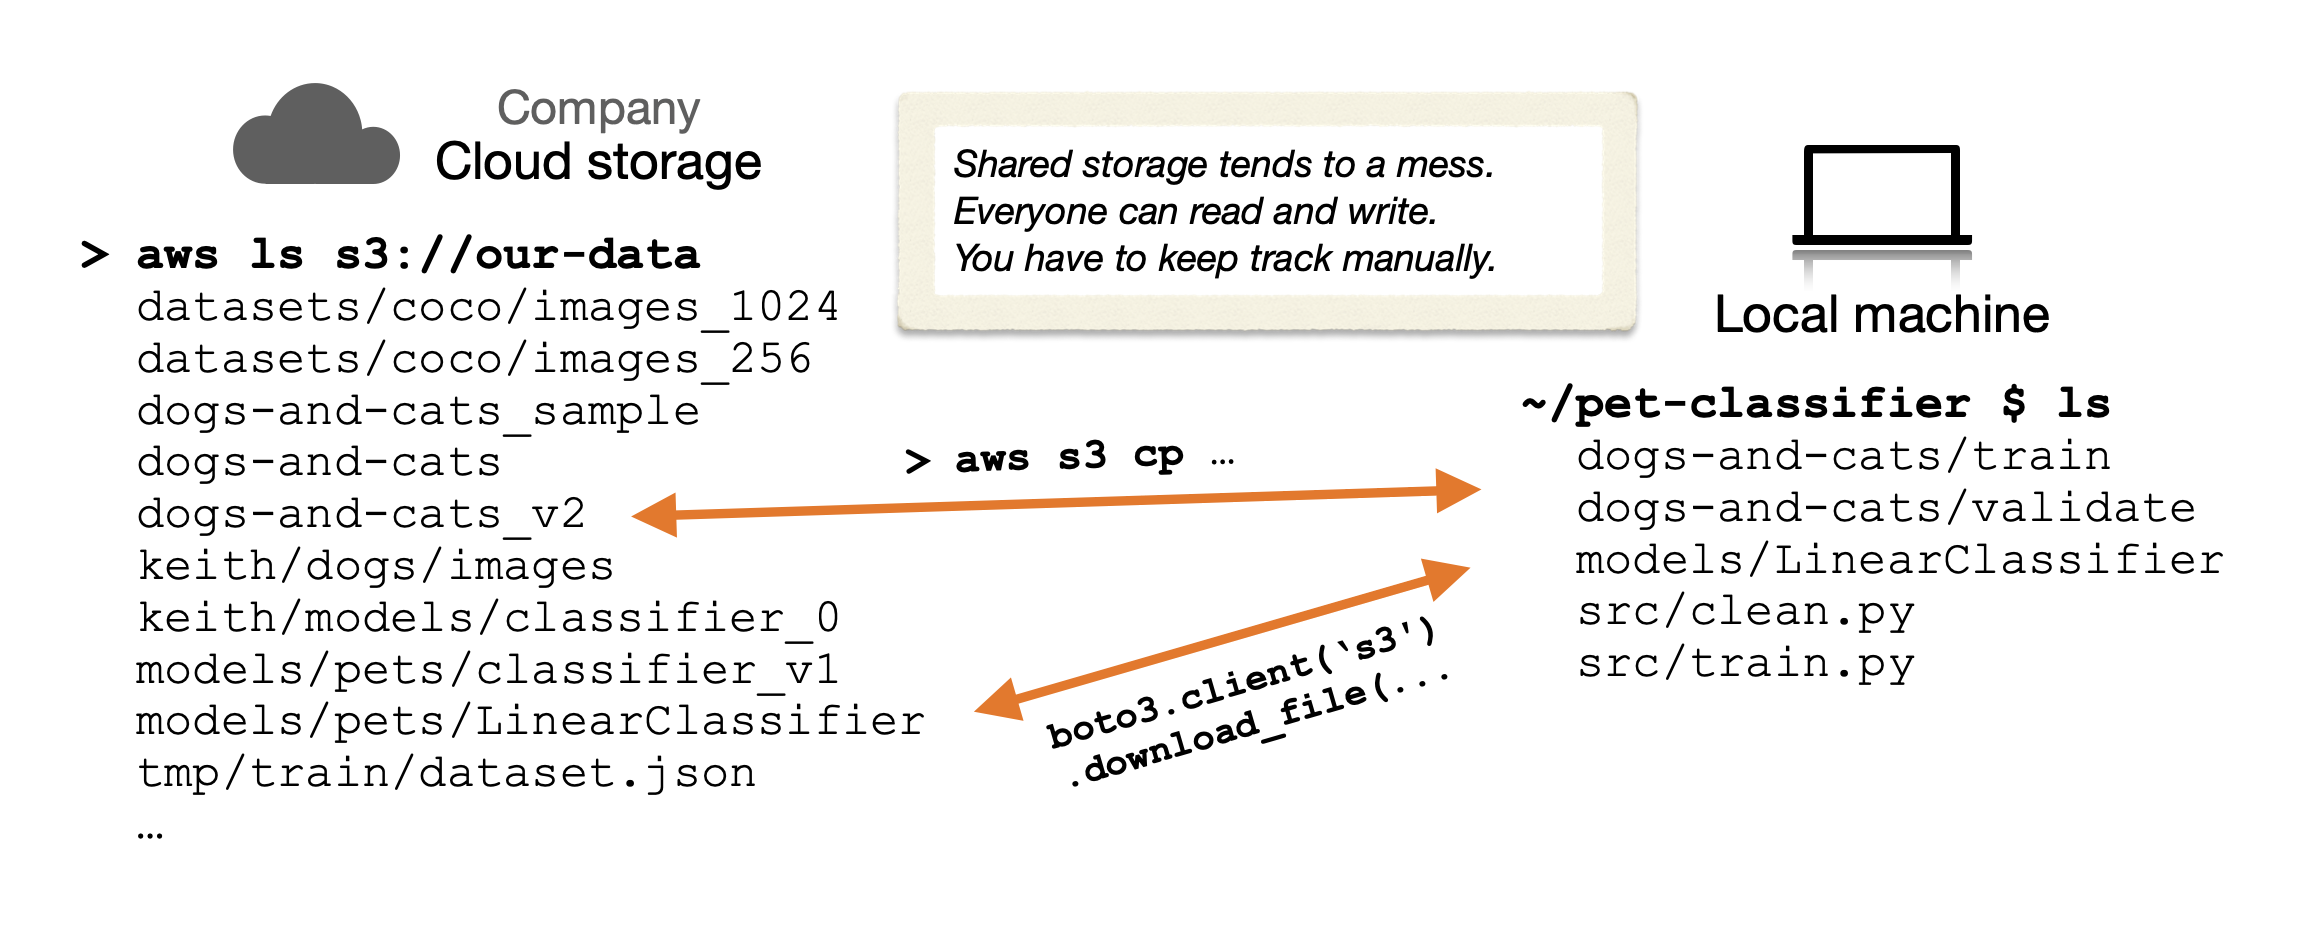 Company
Cloud storage
> aws ls s3://our-data
datasets/coco/images_1024
datasets/coco/images_256
dogs-and-cats_sample
dogs-and-cats
dogs-and-cats_v2
keith/dogs/images
keith/models/classifier_0
models/pets/classifier_v1
models/pets/LinearClassifier
tmp/train/dataset.json
…
Shared storage tends to a mess.
Everyone can read and write.
You have to keep track manually.
> aws s3 cp …
boto3.client(‘s3')
.download_file(...
Local machine
~/pet-classifier $ ls
dogs-and-cats/train
dogs-and-cats/validate
models/LinearClassifier
src/clean.py
src/train.py